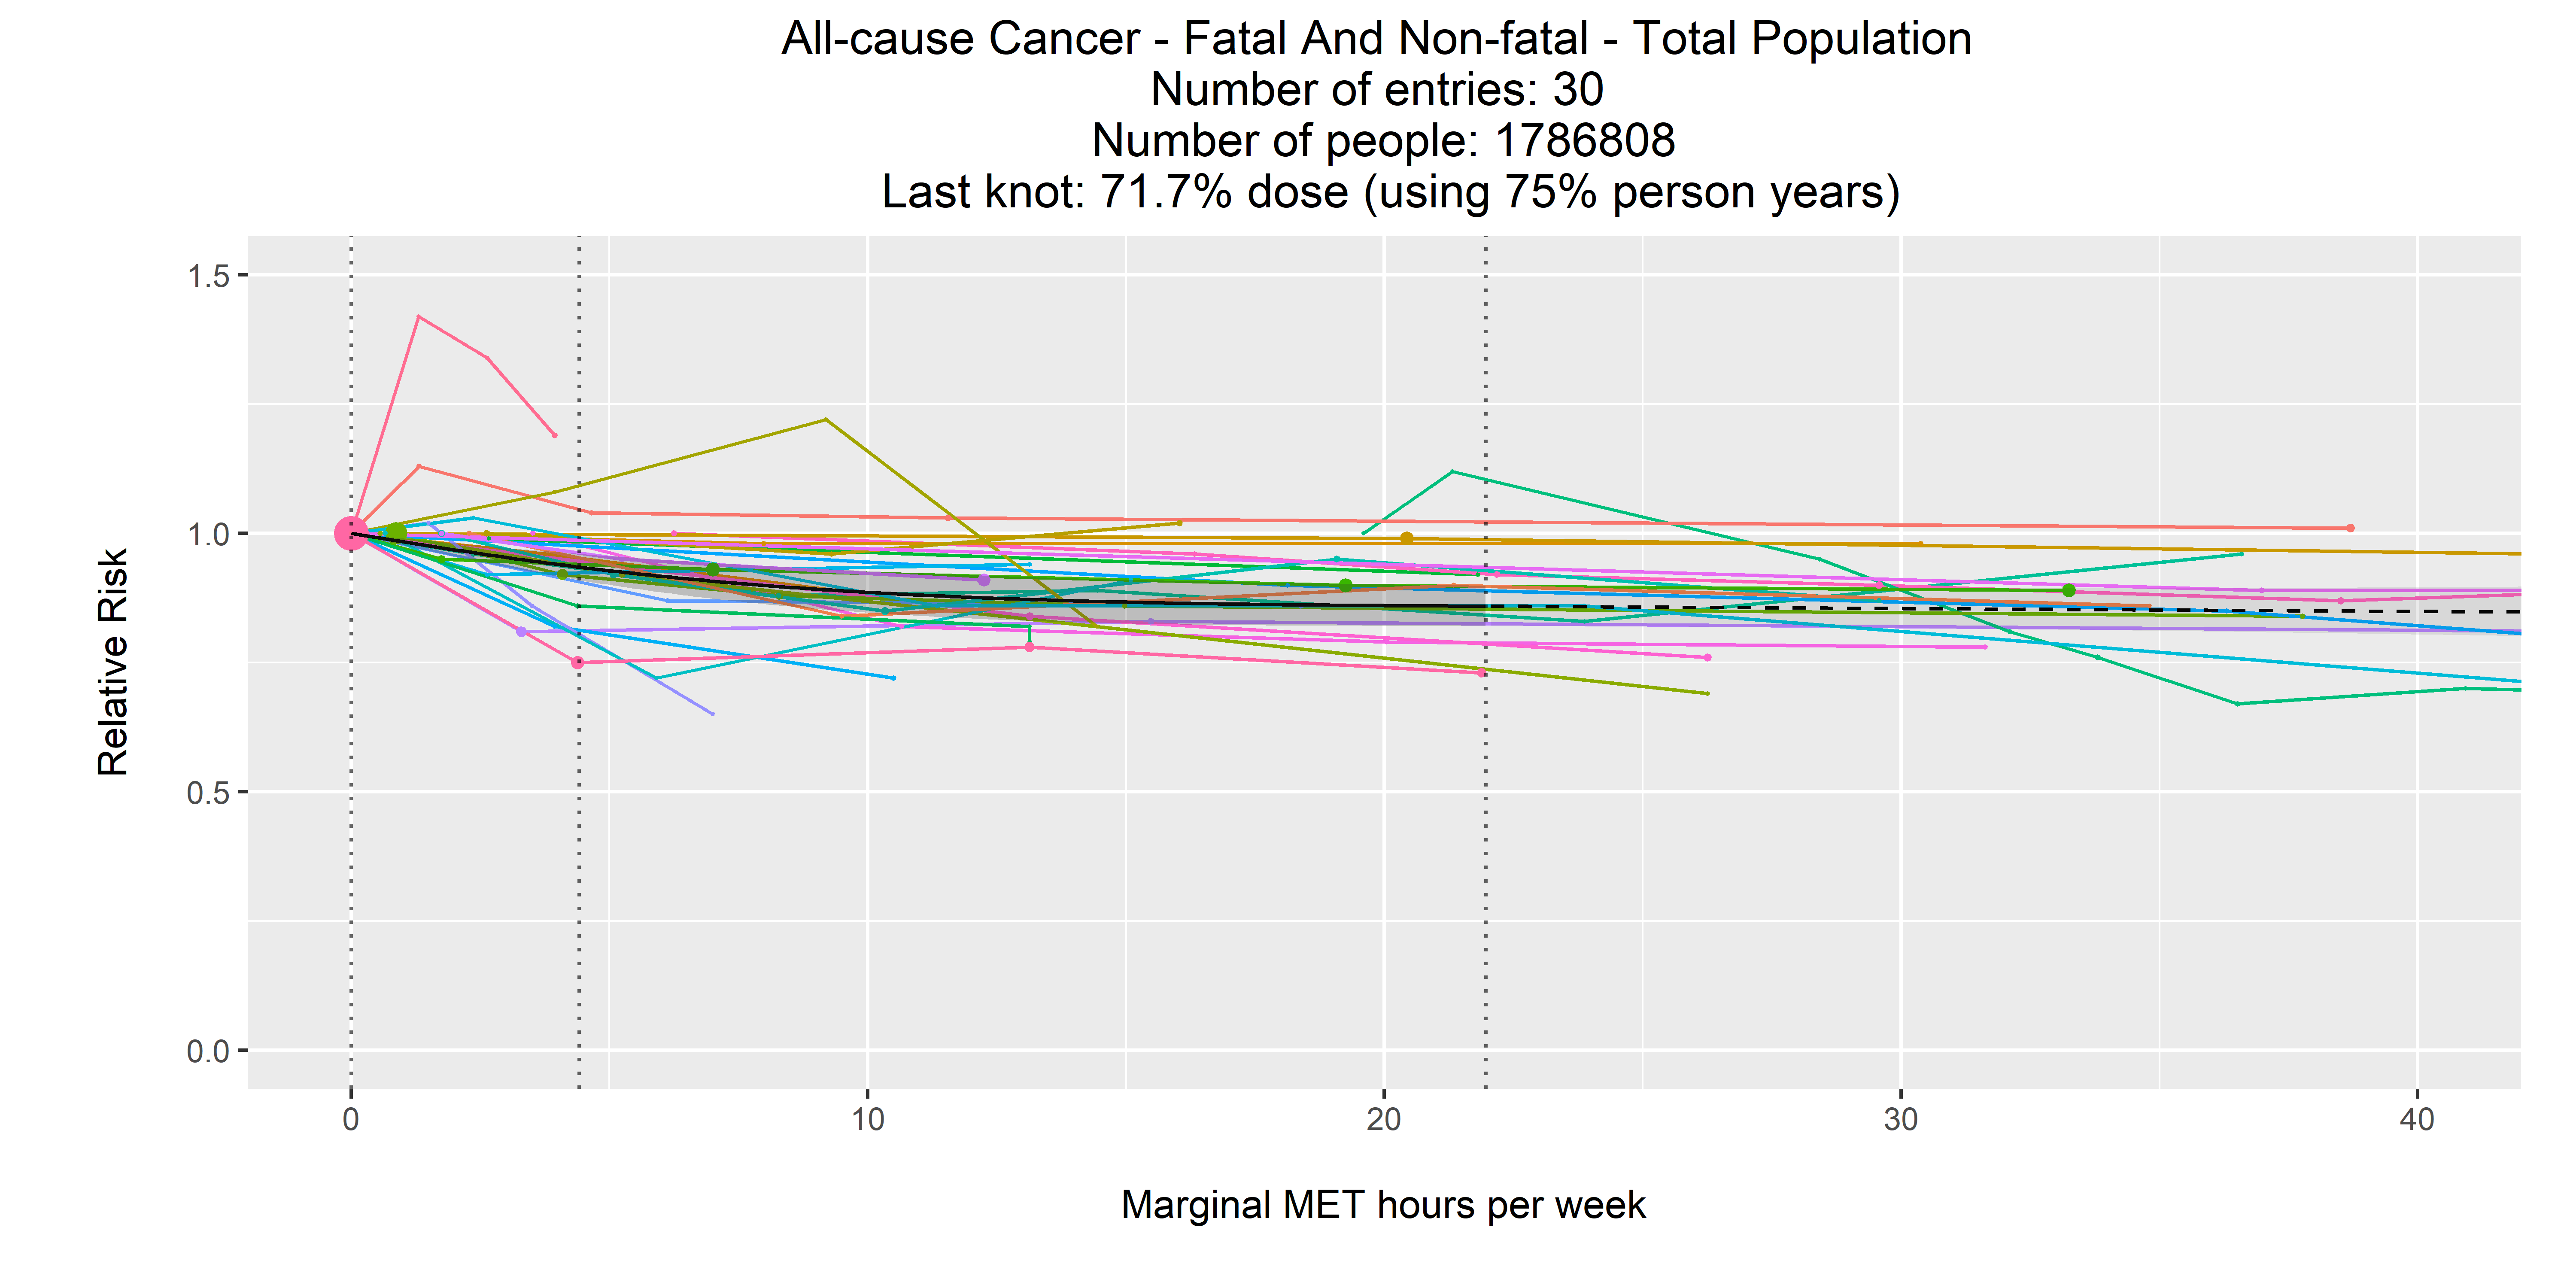 All-cause Cancer - Fatal And Non-fatal - Total Population
Number of entries: 30
Number of people: 1786808
Last knot: 71.7% dose (using 75% person years)
1.5
1.0
0.5
0.0
Relative Risk
0 10 20 30 40
Marginal MET hours per week